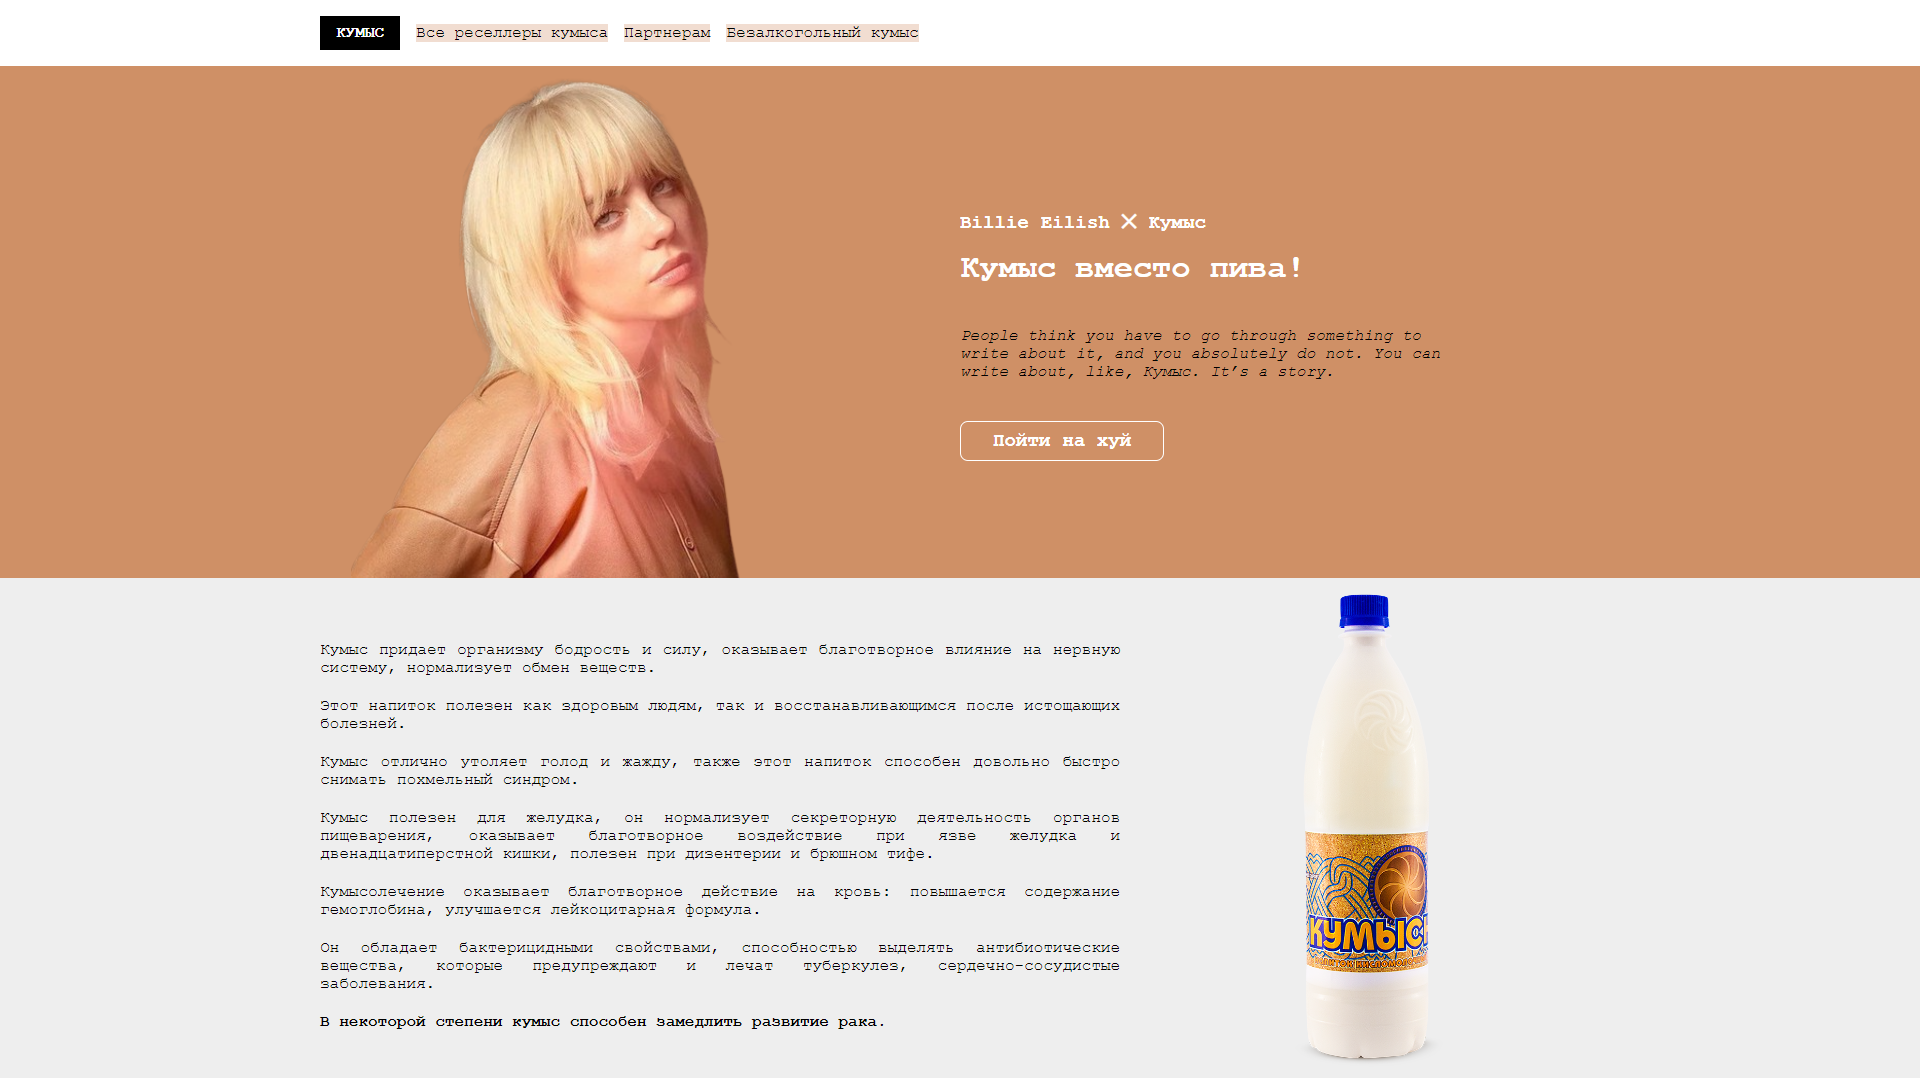 КУМЫС Все реселлеры кумыса Партнерам Безалкогольный кумыс
Billie Eilish ✕ Кумыс
Кумыс вместо пива!
People think you have to go through something to
write about it, and you absolutely do not. You can
write about, like, Кумыс. It’s a story.
Пойти на хуй
Кумыс придает организму бодрость и силу, оказывает благотворное влияние на нервную
систему, нормализует обмен веществ.
Этот напиток полезен как здоровым людям, так и восстанавливающимся после истощающих
болезней.
Кумыс отлично утоляет голод и жажду, также этот напиток способен довольно быстро
снимать похмельный синдром.
Кумыс полезен для желудка, он нормализует секреторную деятельность органов
пищеварения, оказывает благотворное воздействие при язве желудка и
двенадцатиперстной кишки, полезен при дизентерии и брюшном тифе.
Кумысолечение оказывает благотворное действие на кровь: повышается содержание
гемоглобина, улучшается лейкоцитарная формула.
Он обладает бактерицидными свойствами, способностью выделять антибиотические
вещества, которые предупреждают и лечат туберкулез, сердечно-сосудистые
заболевания.
В некоторой степени кумыс способен замедлить развитие рака.
КУМЫС